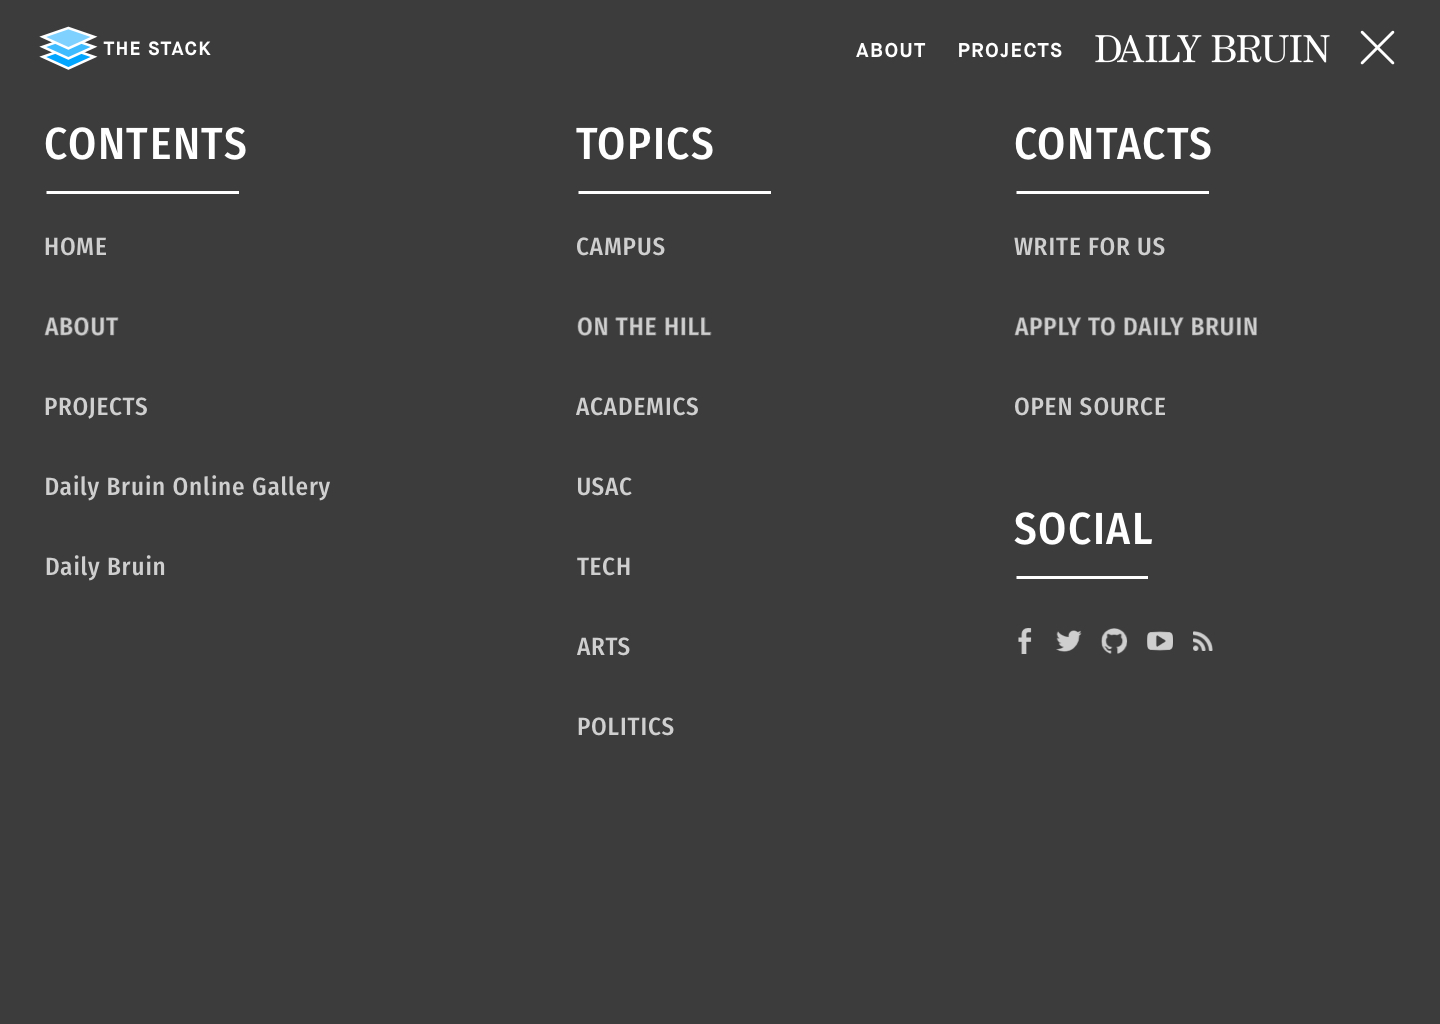 THE STACK
ABOUT
PROJECTS
DAILY BRUIN
CONTENTS
HOME
ABOUT
PROJECTS
Daily Bruin Online Gallery
Daily Bruin
TOPICS
CAMPUS
ON THE HILL
ACADEMICS
USAC
TECH
ARTS
POLITICS
CONTACTS
WRITE FOR US
APPLY TO DAILY BRUIN
OPEN SOURCE
SOCIAL